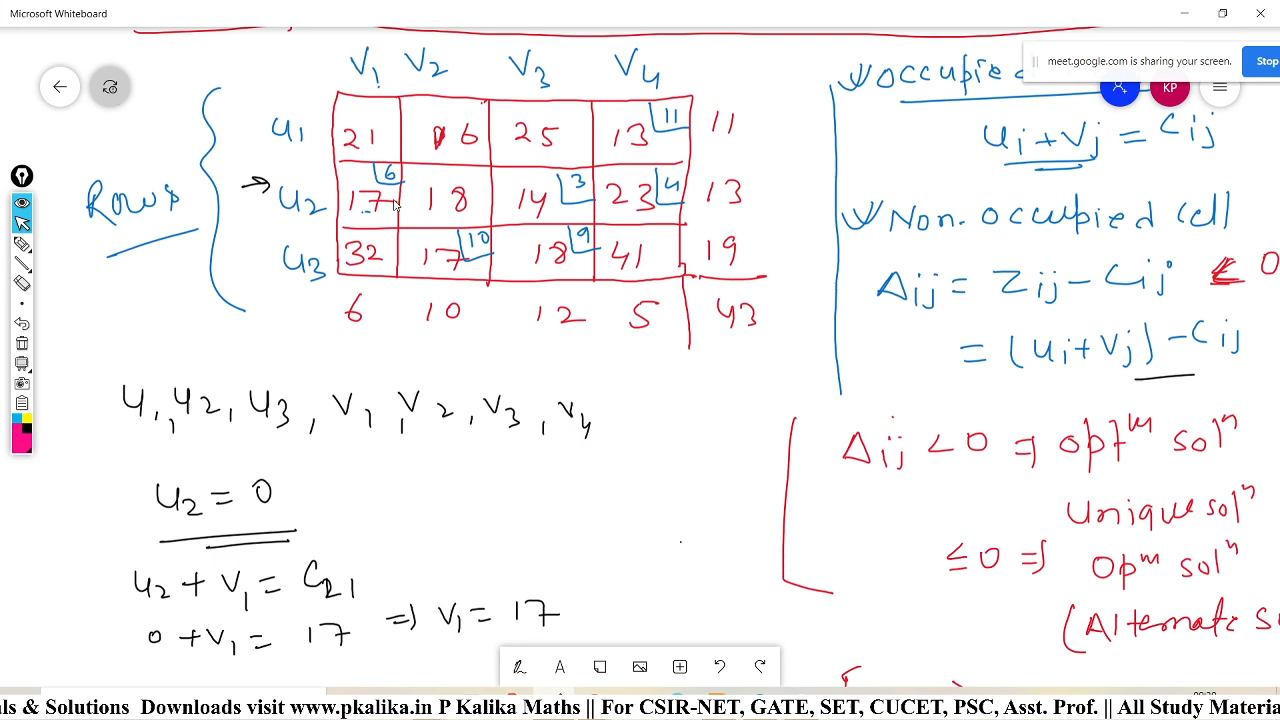 Microsoft Whiteboard
meet.google.com is sharing your screen.
Stop
KP
V1 V2 V3 V4
u1 21 16 25 13 11 11
Rows u2 17 6 18 14 3 23 4 13
u3 32 17 10 18 9 41 19
6 10 12 5 43
u1, u2, u3, v1, v2, v3, v4
u2 = 0
u2 + v1 = C21
0 + v1 = 17 => v1 = 17
ui + vj = Cij
Non. occupied cell
Δij = Zij - Cij < 0
= (ui + vj) - Cij
Δij < 0 => optm soln
Unique soln
≤ 0 => opm soln
(Alternate
ls & Solutions Downloads visit www.pkalika.in P Kalika Maths || For CSIR-NET, GATE, SET, CUCET, PSC, Asst. Prof. || All Study Materia